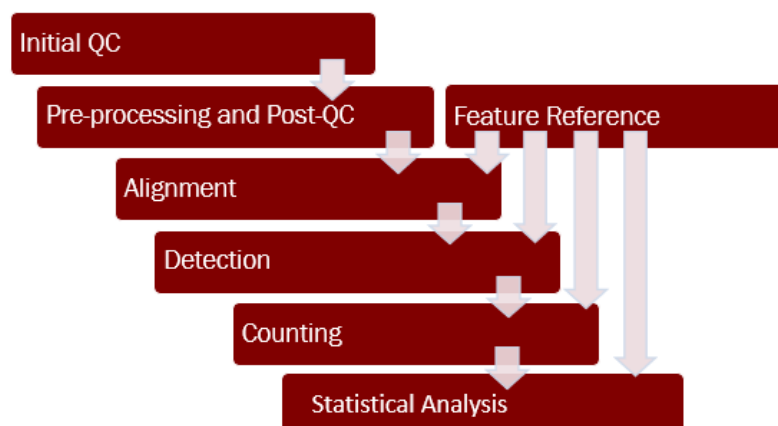 Initial QC
Pre-processing and Post-QC
Feature Reference
Alignment
Detection
Counting
Statistical Analysis